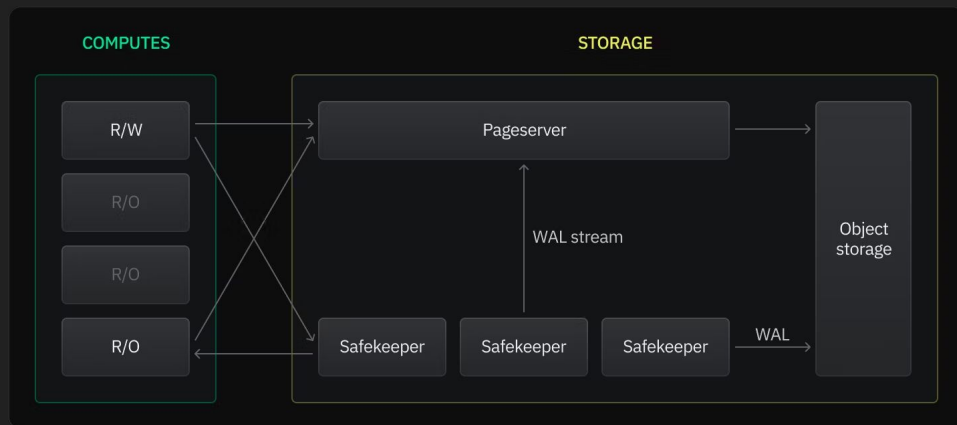 COMPUTES
STORAGE
R/W
R/O
R/O
R/O
Pageserver
WAL stream
Safekeeper
Safekeeper
Safekeeper
WAL
Object
storage